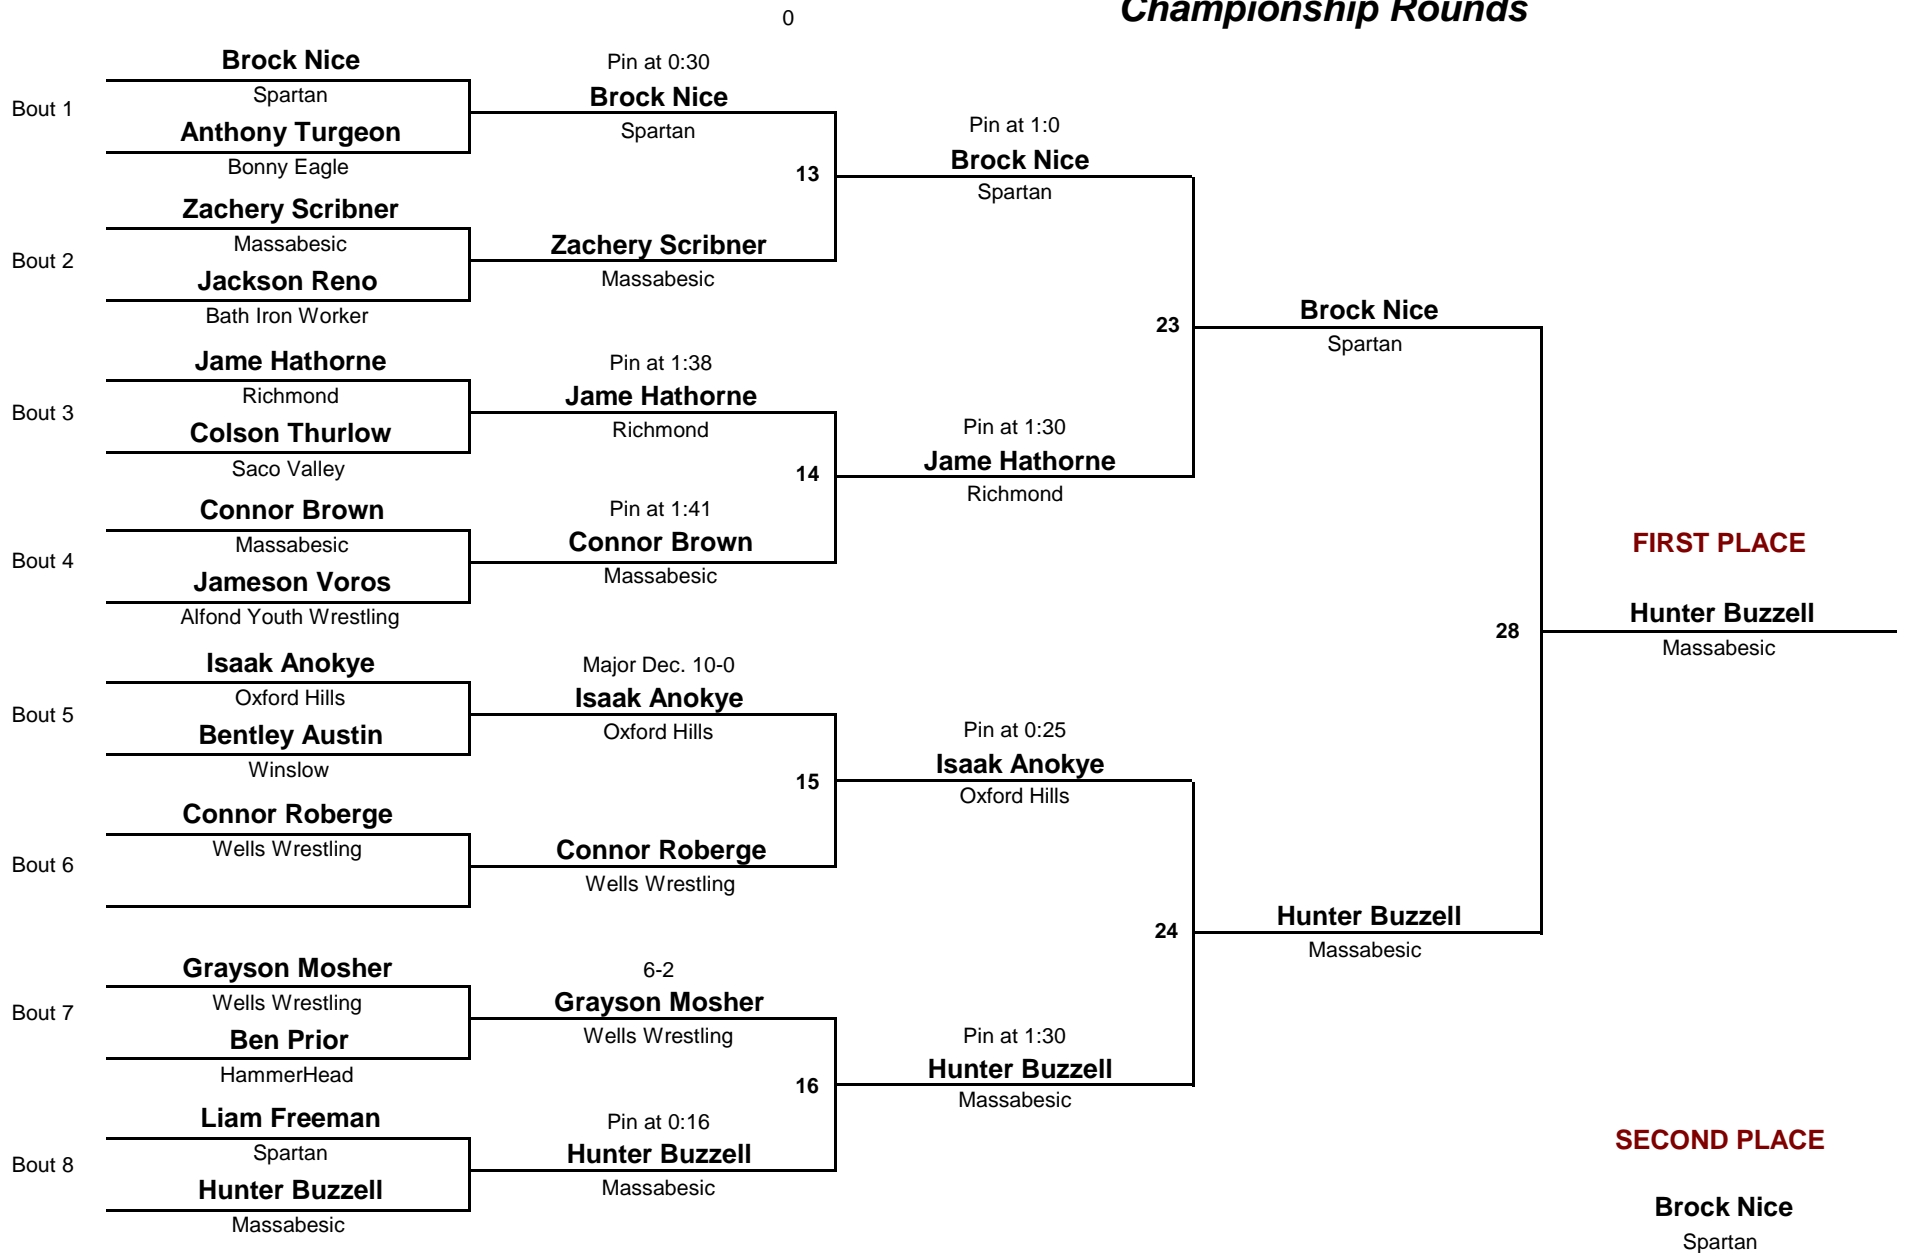 Championship Rounds
0
Brock Nice
Spartan
Bout 1
Anthony Turgeon
Bonny Eagle
Zachery Scribner
Massabesic
Bout 2
Jackson Reno
Bath Iron Worker
Jame Hathorne
Richmond
Bout 3
Colson Thurlow
Saco Valley
Connor Brown
Massabesic
Bout 4
Jameson Voros
Alfond Youth Wrestling
Isaak Anokye
Oxford Hills
Bout 5
Bentley Austin
Winslow
Connor Roberge
Wells Wrestling
Bout 6
Grayson Mosher
Wells Wrestling
Bout 7
Ben Prior
HammerHead
Liam Freeman
Spartan
Bout 8
Hunter Buzzell
Massabesic
Pin at 0:30
Brock Nice
Spartan
13
Zachery Scribner
Massabesic
Pin at 1:38
Jame Hathorne
Richmond
14
Pin at 1:41
Connor Brown
Massabesic
Major Dec. 10-0
Isaak Anokye
Oxford Hills
15
Connor Roberge
Wells Wrestling
6-2
Grayson Mosher
Wells Wrestling
16
Pin at 0:16
Hunter Buzzell
Massabesic
Pin at 1:0
Brock Nice
Spartan
23
Pin at 1:30
Jame Hathorne
Richmond
Pin at 0:25
Isaak Anokye
Oxford Hills
24
Pin at 1:30
Hunter Buzzell
Massabesic
Brock Nice
Spartan
28
Hunter Buzzell
Massabesic
FIRST PLACE
Hunter Buzzell
Massabesic
SECOND PLACE
Brock Nice
Spartan